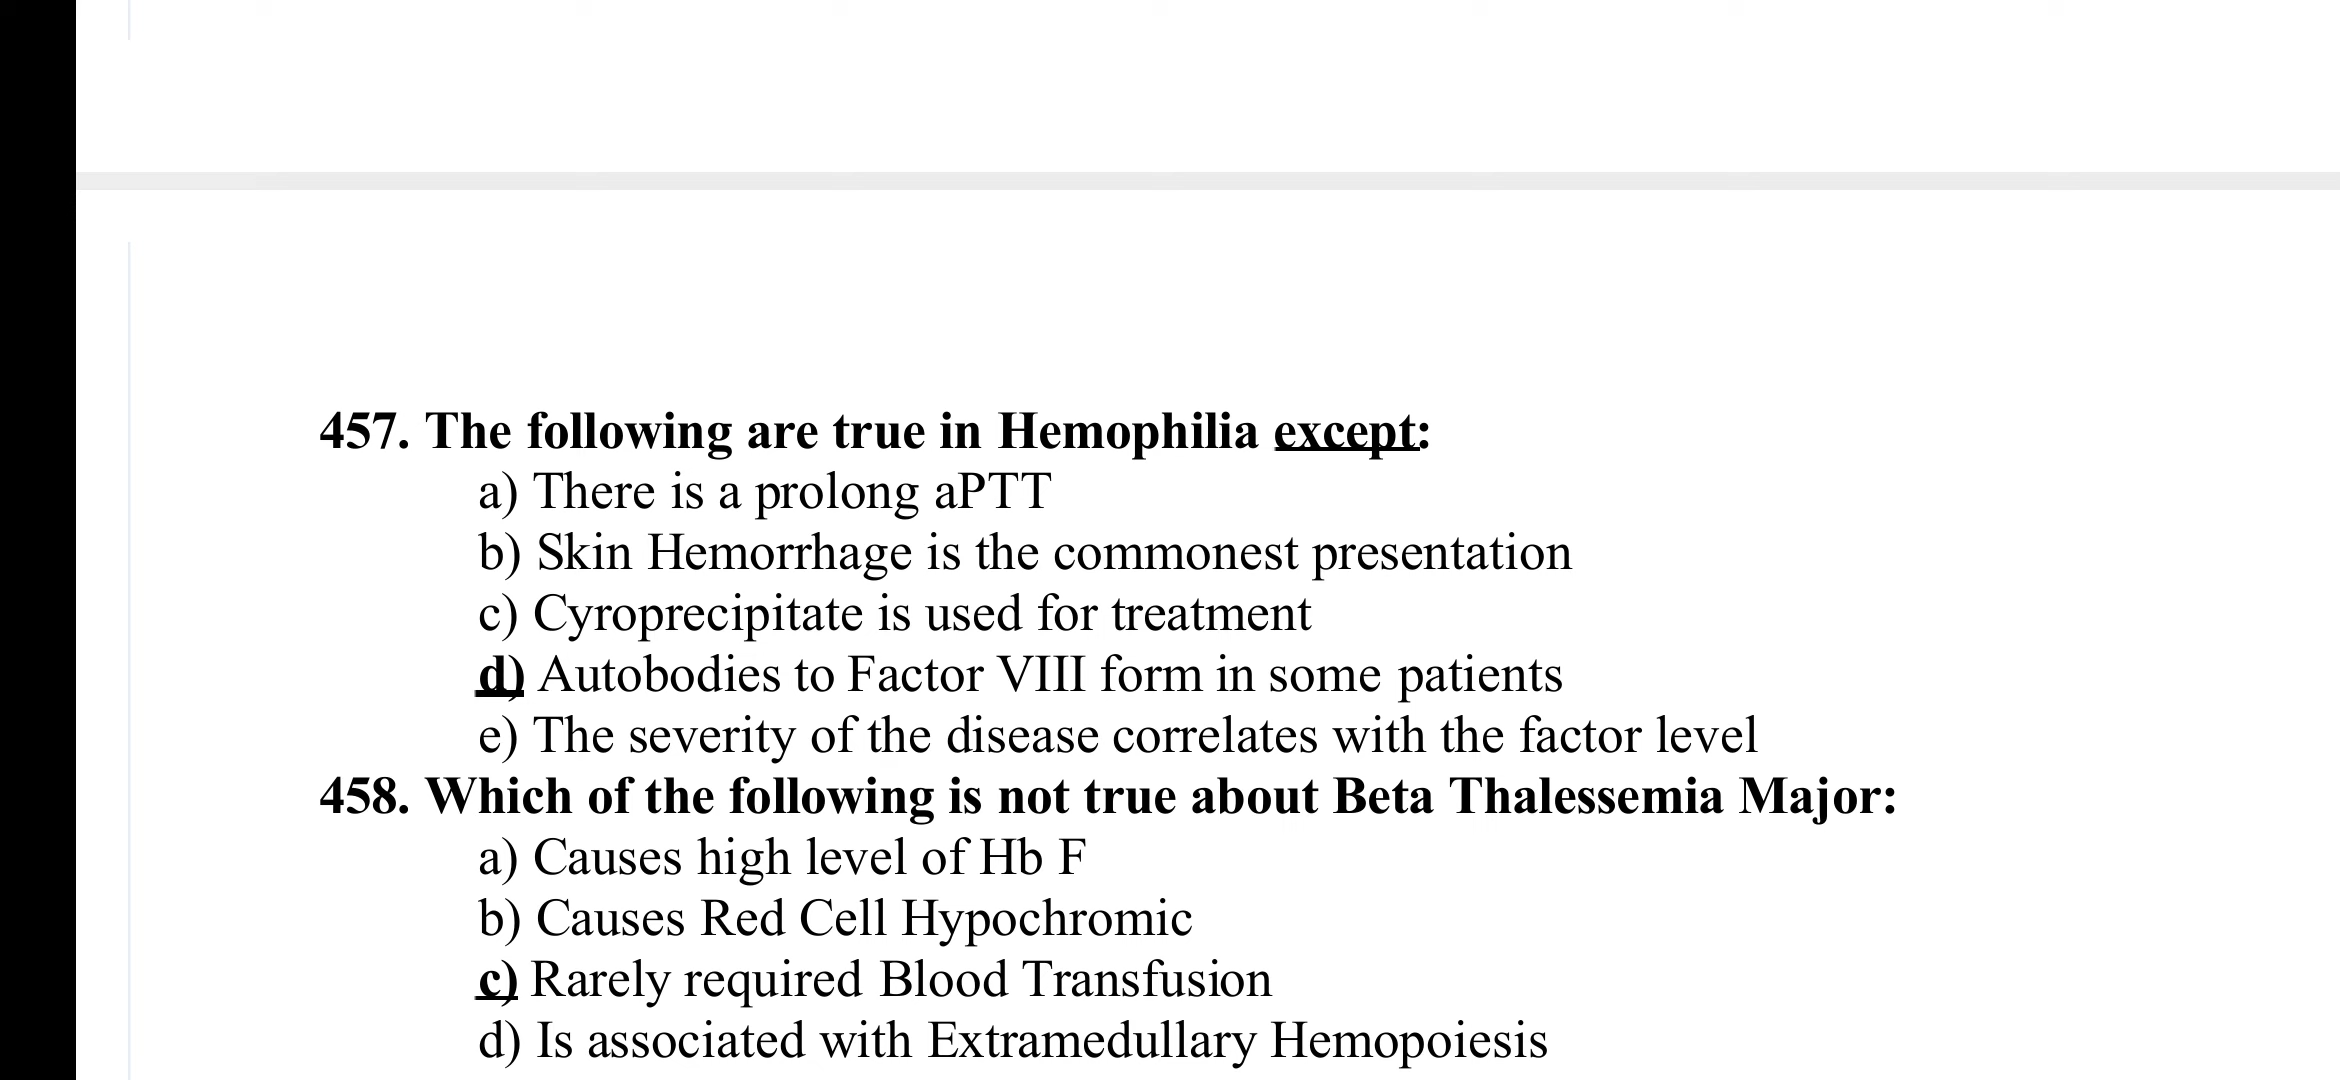 457. The following are true in Hemophilia except:
a) There is a prolong aPTT
b) Skin Hemorrhage is the commonest presentation
c) Cyroprecipitate is used for treatment
d) Autobodies to Factor VIII form in some patients
e) The severity of the disease correlates with the factor level
458. Which of the following is not true about Beta Thalessemia Major:
a) Causes high level of Hb F
b) Causes Red Cell Hypochromic
c) Rarely required Blood Transfusion
d) Is associated with Extramedullary Hemopoiesis